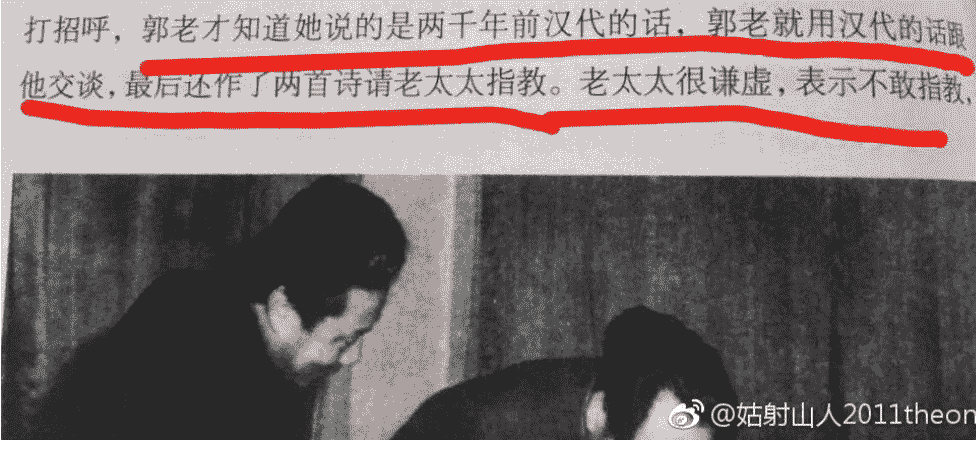 打招呼，郭老才知道她说的是两千年前汉代的话，郭老就用汉代的话跟
他交谈，最后还作了两首诗请老太太指教。老太太很谦虚，表示不敢指教，
@姑射山人2011theon